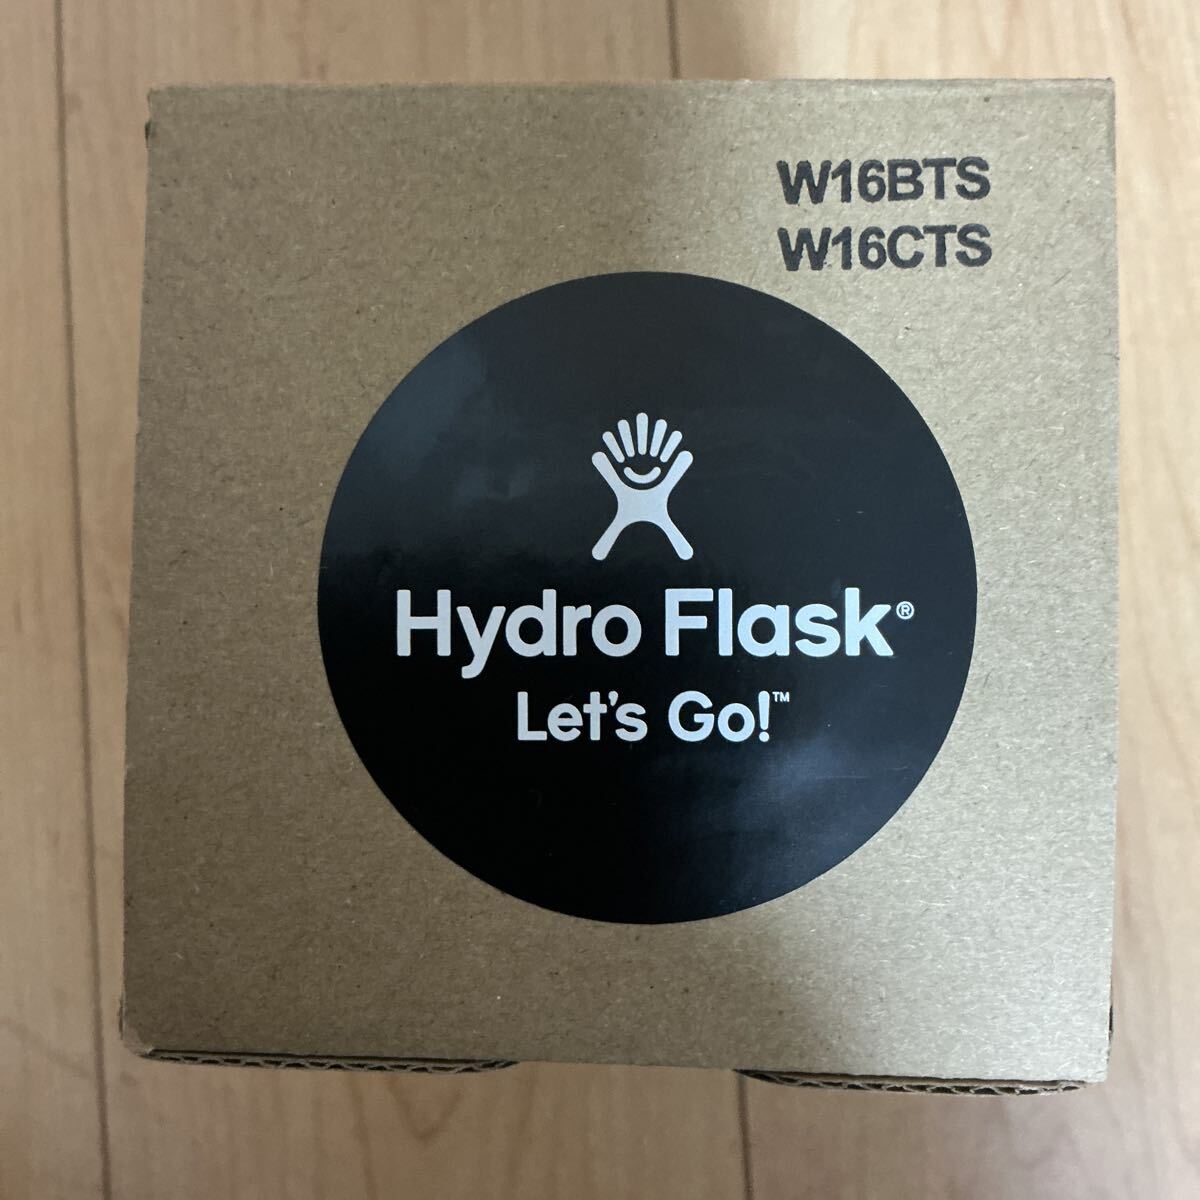 W16BTS
W16CTS
Hydro Flask®
Let's Go!™